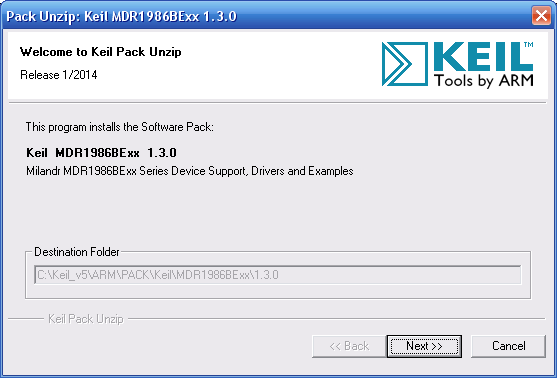 Pack Unzip: Keil MDR1986BExx 1.3.0
Welcome to Keil Pack Unzip
Release 1/2014
KEIL™
Tools by ARM
This program installs the Software Pack:
Keil MDR1986BExx 1.3.0
Milandr MDR1986BExx Series Device Support, Drivers and Examples
Destination Folder
C:\Keil_v5\ARM\PACK\Keil\MDR1986BExx\1.3.0
Keil Pack Unzip
<< Back
Next >>
Cancel